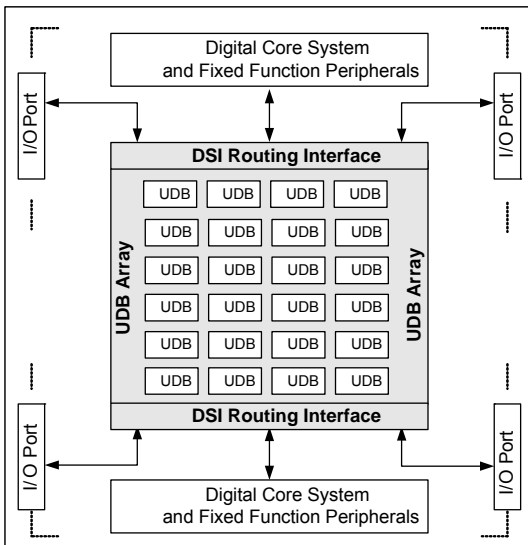 Digital Core System
and Fixed Function Peripherals
I/O Port
I/O Port
DSI Routing Interface
UDB UDB UDB UDB
UDB UDB UDB UDB
UDB UDB UDB UDB
UDB UDB UDB UDB
UDB UDB UDB UDB
UDB UDB UDB UDB
UDB Array
UDB Array
DSI Routing Interface
I/O Port
I/O Port
Digital Core System
and Fixed Function Peripherals